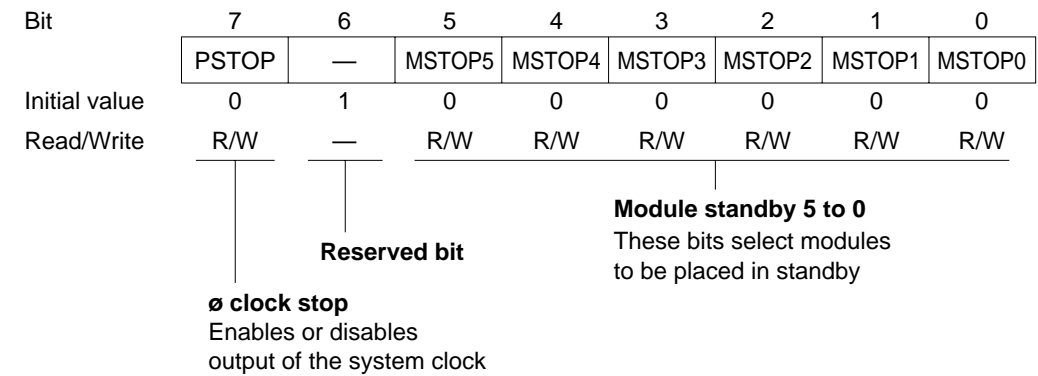 Bit 7 6 5 4 3 2 1 0
PSTOP — MSTOP5 MSTOP4 MSTOP3 MSTOP2 MSTOP1 MSTOP0
Initial value 0 1 0 0 0 0 0 0
Read/Write R/W — R/W R/W R/W R/W R/W R/W
Module standby 5 to 0
These bits select modules
to be placed in standby
Reserved bit
ø clock stop
Enables or disables
output of the system clock